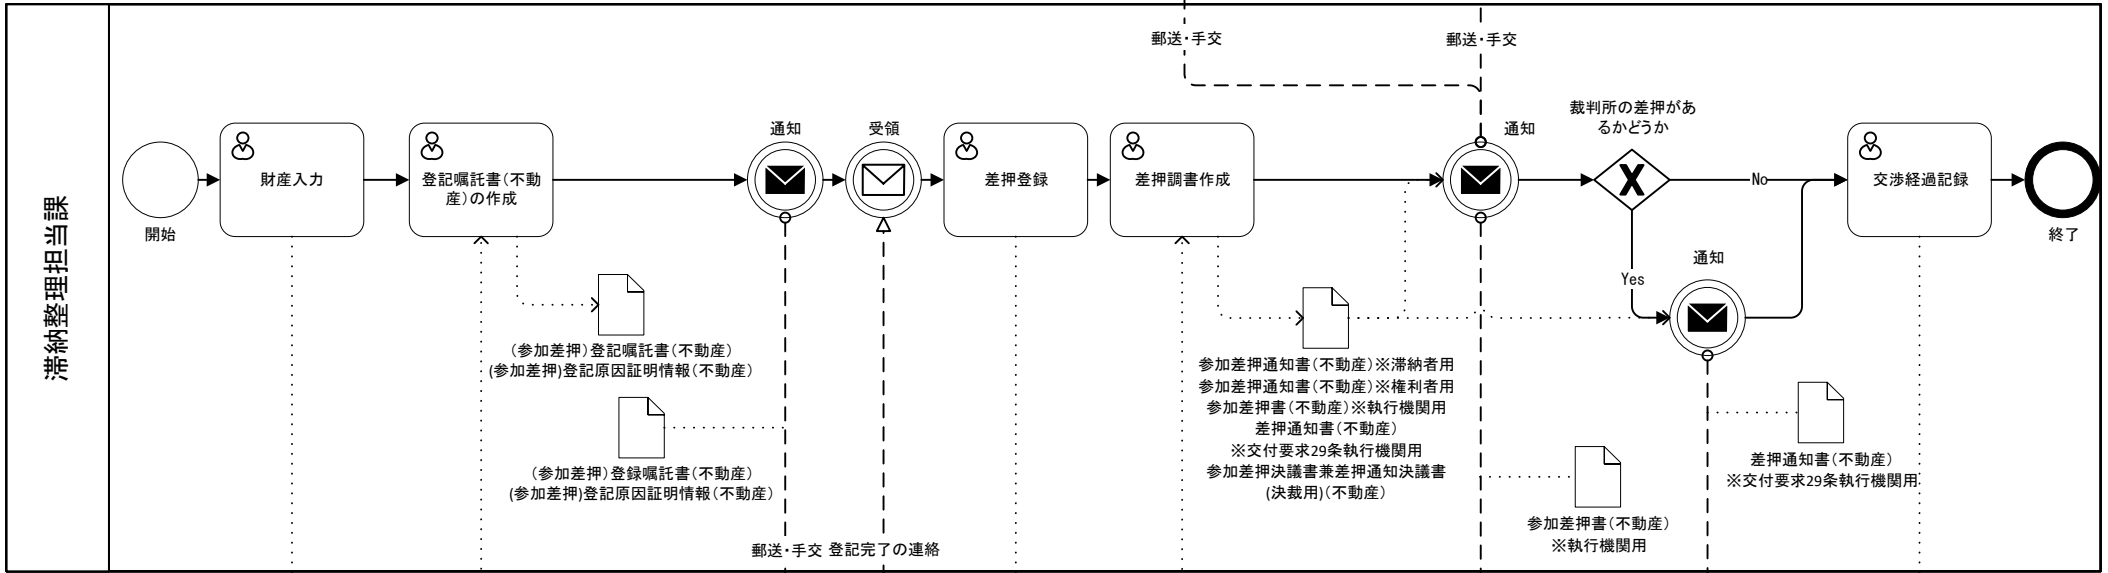 滞納整理担当課
開始
財産入力
登記嘱託書（不動
産）の作成
（参加差押）登記嘱託書（不動産）
(参加差押)登記原因証明情報（不動産）
（参加差押）登録嘱託書（不動産）
(参加差押)登記原因証明情報（不動産）
通知
郵送・手交
受領
登記完了の連絡
差押登録
差押調書作成
参加差押通知書（不動産）※滞納者用
参加差押通知書（不動産）※権利者用
参加差押書（不動産）※執行機関用
差押通知書（不動産）
※交付要求29条執行機関用
参加差押決議書兼差押通知決議書
(決裁用)（不動産）
郵送・手交
郵送・手交
通知
参加差押書（不動産）
※執行機関用
裁判所の差押があ
るかどうか
No
Yes
通知
差押通知書（不動産）
※交付要求29条執行機関用
交渉経過記録
終了